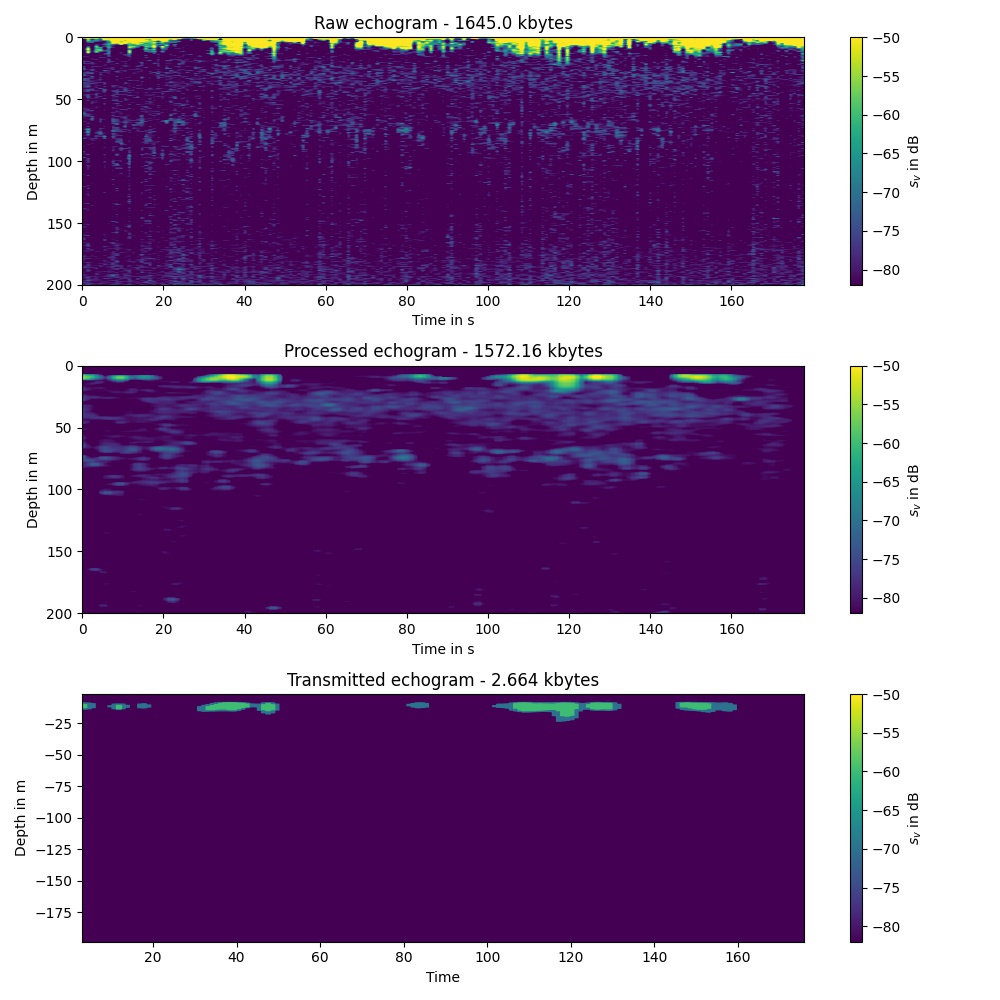 Raw echogram - 1645.0 kbytes
Depth in m
0
50
100
150
200
0 20 40 60 80 100 120 140 160
Time in s
−50
−55
−60
−65
−70
−75
−80
s_v in dB
Processed echogram - 1572.16 kbytes
Depth in m
0
50
100
150
200
0 20 40 60 80 100 120 140 160
Time in s
−50
−55
−60
−65
−70
−75
−80
s_v in dB
Transmitted echogram - 2.664 kbytes
Depth in m
−25
−50
−75
−100
−125
−150
−175
20 40 60 80 100 120 140 160
Time
−50
−55
−60
−65
−70
−75
−80
s_v in dB